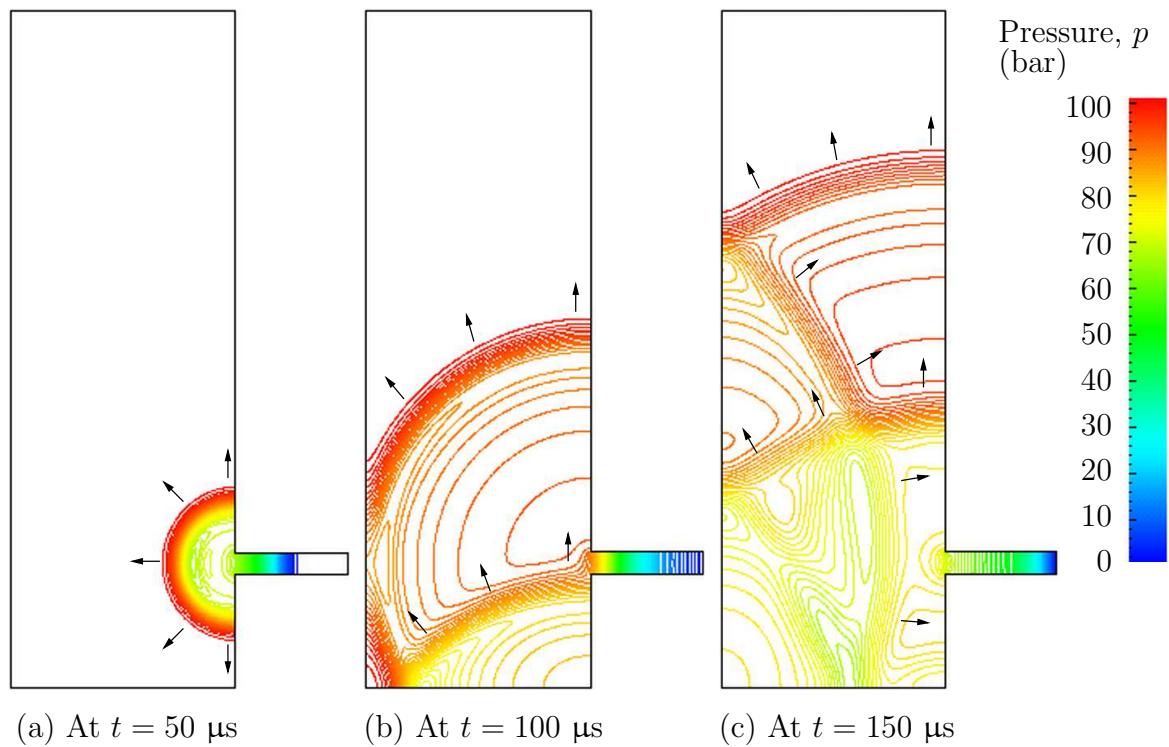 Pressure, p
(bar)
100
90
80
70
60
50
40
30
20
10
0
(a) At t = 50 µs
(b) At t = 100 µs
(c) At t = 150 µs